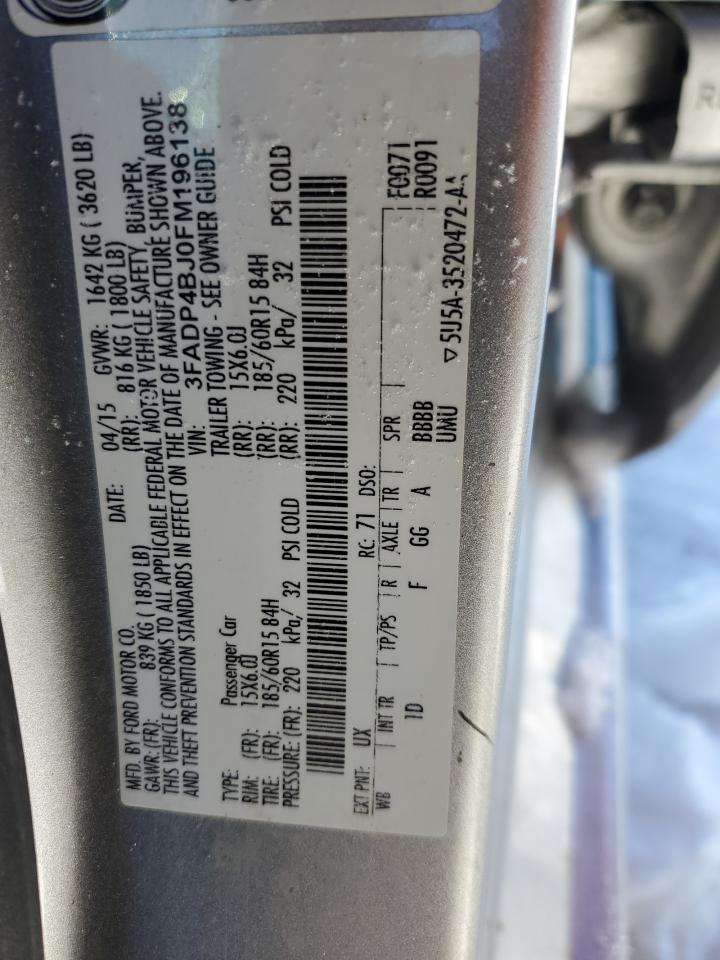 MFD. BY FORD MOTOR CO. DATE: 04/15 GVWR: 1642 KG ( 3620 LB)
GAWR: (FR): 839 KG ( 1850 LB) (RR): 816 KG ( 1800 LB)
THIS VEHICLE CONFORMS TO ALL APPLICABLE FEDERAL MOTOR VEHICLE SAFETY, BUMPER,
AND THEFT PREVENTION STANDARDS IN EFFECT ON THE DATE OF MANUFACTURE SHOWN ABOVE.
VIN: 3FADP4BJ0FM196138
TYPE: Passenger Car TRAILER TOWING - SEE OWNER GUIDE
RIM: (FR): 15X6.0J (RR): 15X6.0J
TIRE: (FR): 185/60R15 84H (RR): 185/60R15 84H
PRESSURE: (FR): 220 kPa/ 32 PSI COLD (RR): 220 kPa/ 32 PSI COLD
EXT PNT: UX RC: 71 DSO: F0071
WB INT TR TP/PS R AXLE TR SPR R0091
1D F GG A BBBB
UMU
▽5U5A-3520472-AA
R